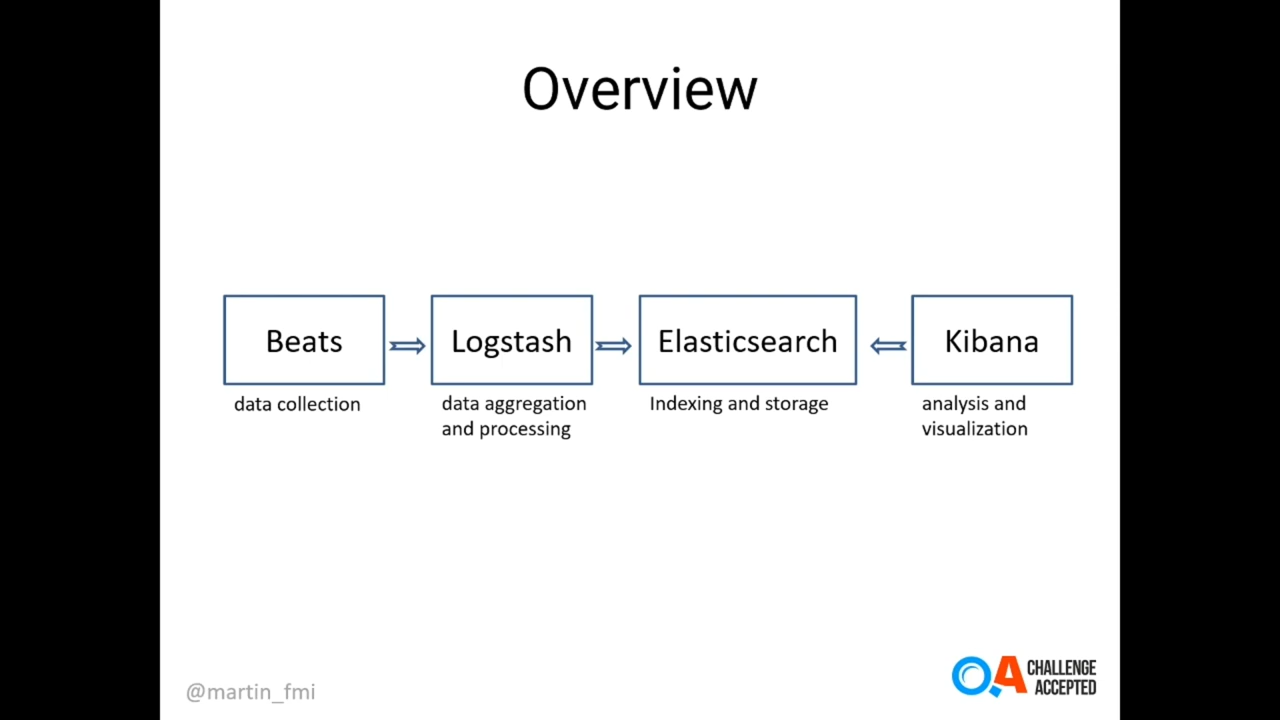 Overview
Beats
Logstash
Elasticsearch
Kibana
data collection
data aggregation
and processing
Indexing and storage
analysis and
visualization
@martin_fmi
QA CHALLENGE
ACCEPTED